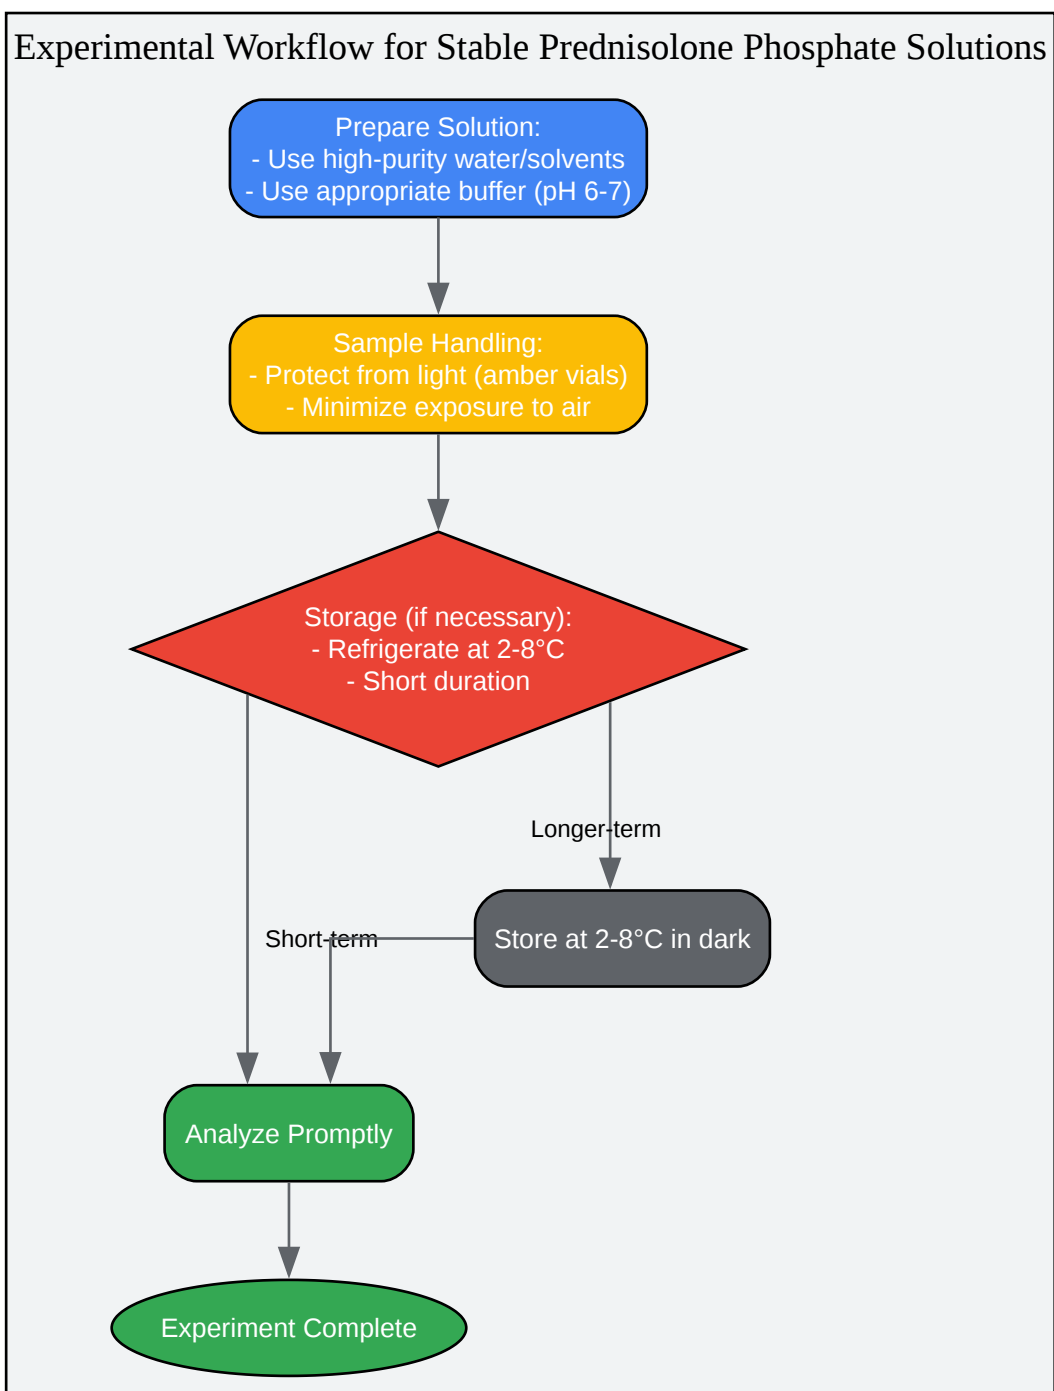 Experimental Workflow for Stable Prednisolone Phosphate Solutions
Prepare Solution:
- Use high-purity water/solvents
- Use appropriate buffer (pH 6-7)
Sample Handling:
- Protect from light (amber vials)
- Minimize exposure to air
Storage (if necessary):
- Refrigerate at 2-8°C
- Short duration
Longer-term
Short-term
Store at 2-8°C in dark
Analyze Promptly
Experiment Complete